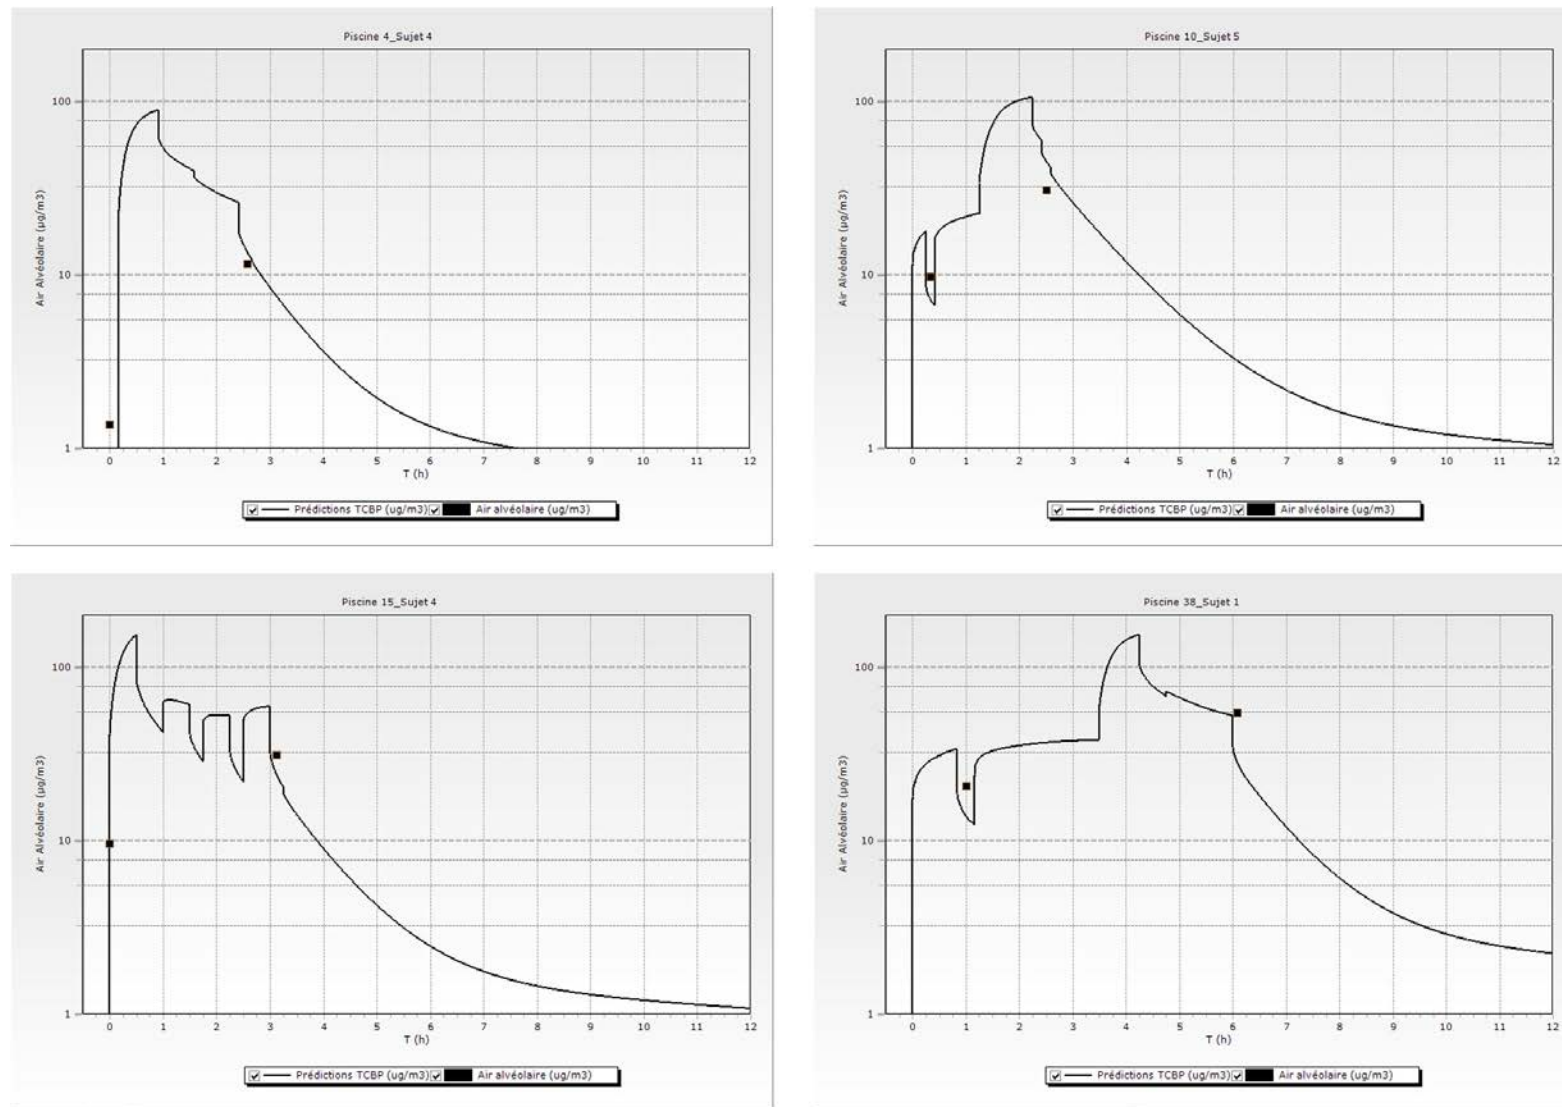 Piscine 4_Sujet 4
Air Alvéolaire (µg/m3)
100
10
1
0 1 2 3 4 5 6 7 8 9 10 11 12
T (h)
Prédictions TCBP (ug/m3) Air alvéolaire (ug/m3)
Piscine 10_Sujet 5
Air Alvéolaire (µg/m3)
100
10
1
0 1 2 3 4 5 6 7 8 9 10 11 12
T (h)
Prédictions TCBP (ug/m3) Air alvéolaire (ug/m3)
Piscine 15_Sujet 4
Air Alvéolaire (µg/m3)
100
10
1
0 1 2 3 4 5 6 7 8 9 10 11 12
T (h)
Prédictions TCBP (ug/m3) Air alvéolaire (ug/m3)
Piscine 38_Sujet 1
Air Alvéolaire (µg/m3)
100
10
1
0 1 2 3 4 5 6 7 8 9 10 11 12
T (h)
Prédictions TCBP (ug/m3) Air alvéolaire (ug/m3)